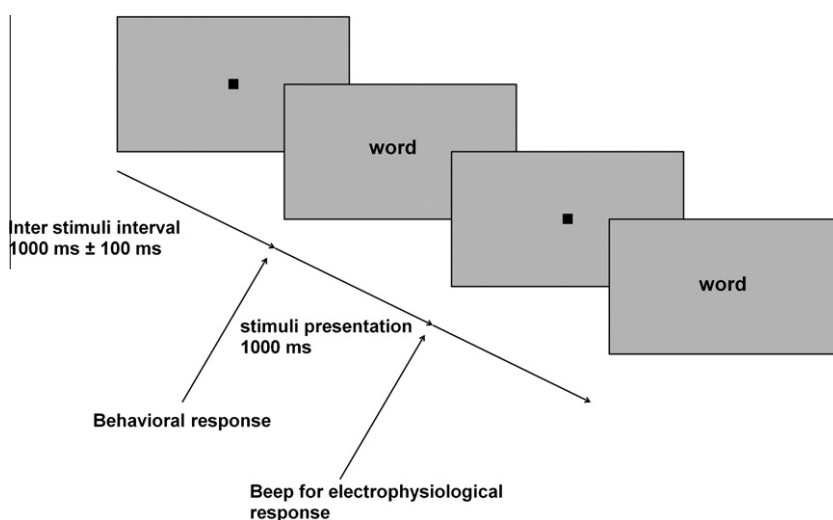 word
word
Inter stimuli interval
1000 ms ± 100 ms
stimuli presentation
1000 ms
Behavioral response
Beep for electrophysiological
response